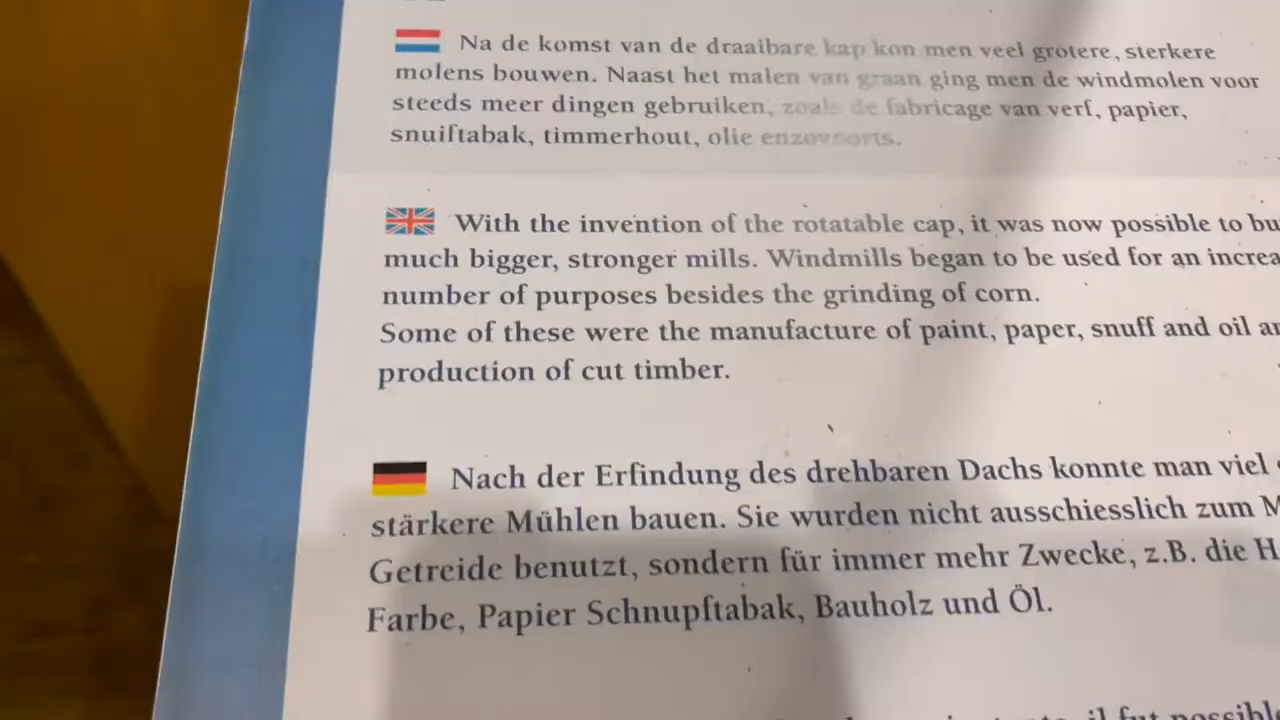 Na de komst van de draaibare kap kon men veel grotere, sterkere
molens bouwen. Naast het malen van graan ging men de windmolen voor
steeds meer dingen gebruiken, zoals de fabricage van verf, papier,
snuiftabak, timmerhout, olie enzovoorts.
With the invention of the rotatable cap, it was now possible to bu
much bigger, stronger mills. Windmills began to be used for an increa
number of purposes besides the grinding of corn.
Some of these were the manufacture of paint, paper, snuff and oil an
production of cut timber.
Nach der Erfindung des drehbaren Dachs konnte man viel
stärkere Mühlen bauen. Sie wurden nicht ausschiesslich zum M
Getreide benutzt, sondern für immer mehr Zwecke, z.B. die H
Farbe, Papier Schnupftabak, Bauholz und Öl.
il fut possible